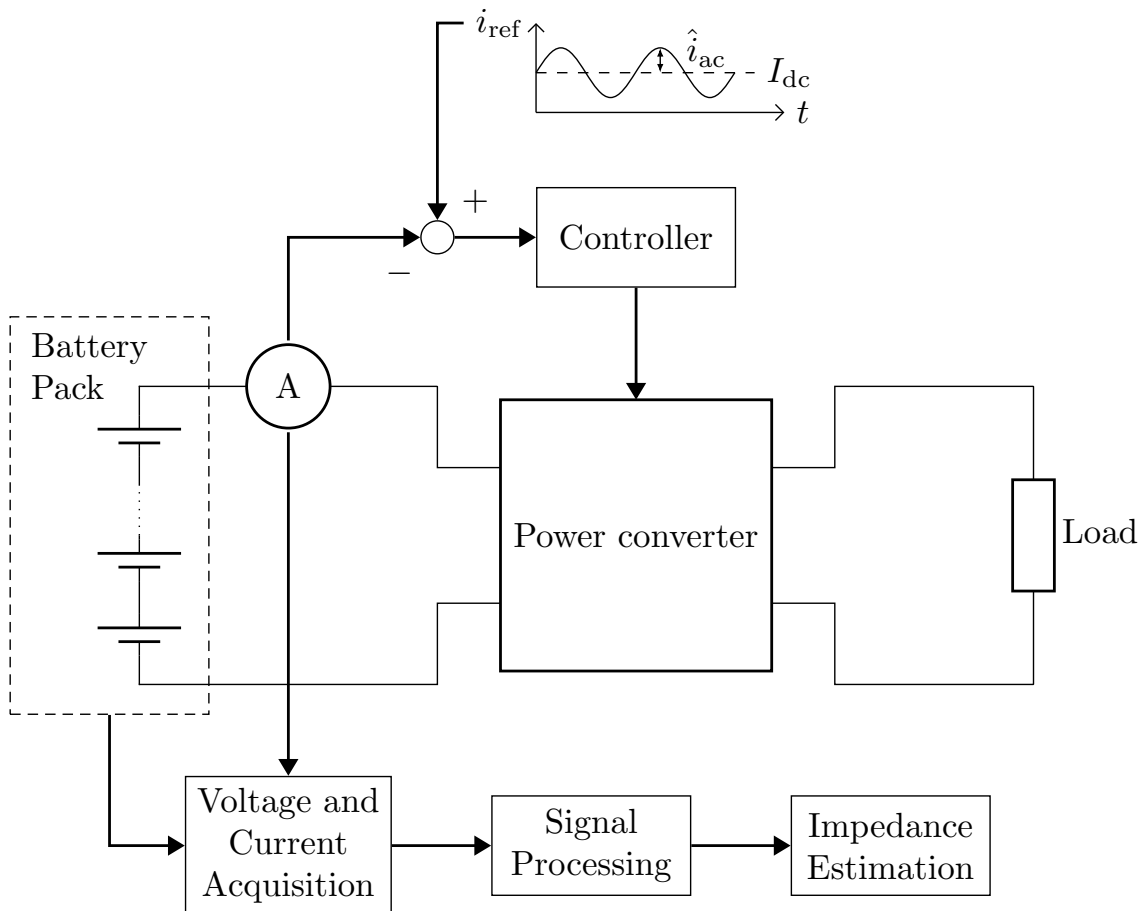 i_ref
î_ac
I_dc
t
+
−
Controller
Battery
Pack
A
Power converter
Load
Voltage and
Current
Acquisition
Signal
Processing
Impedance
Estimation